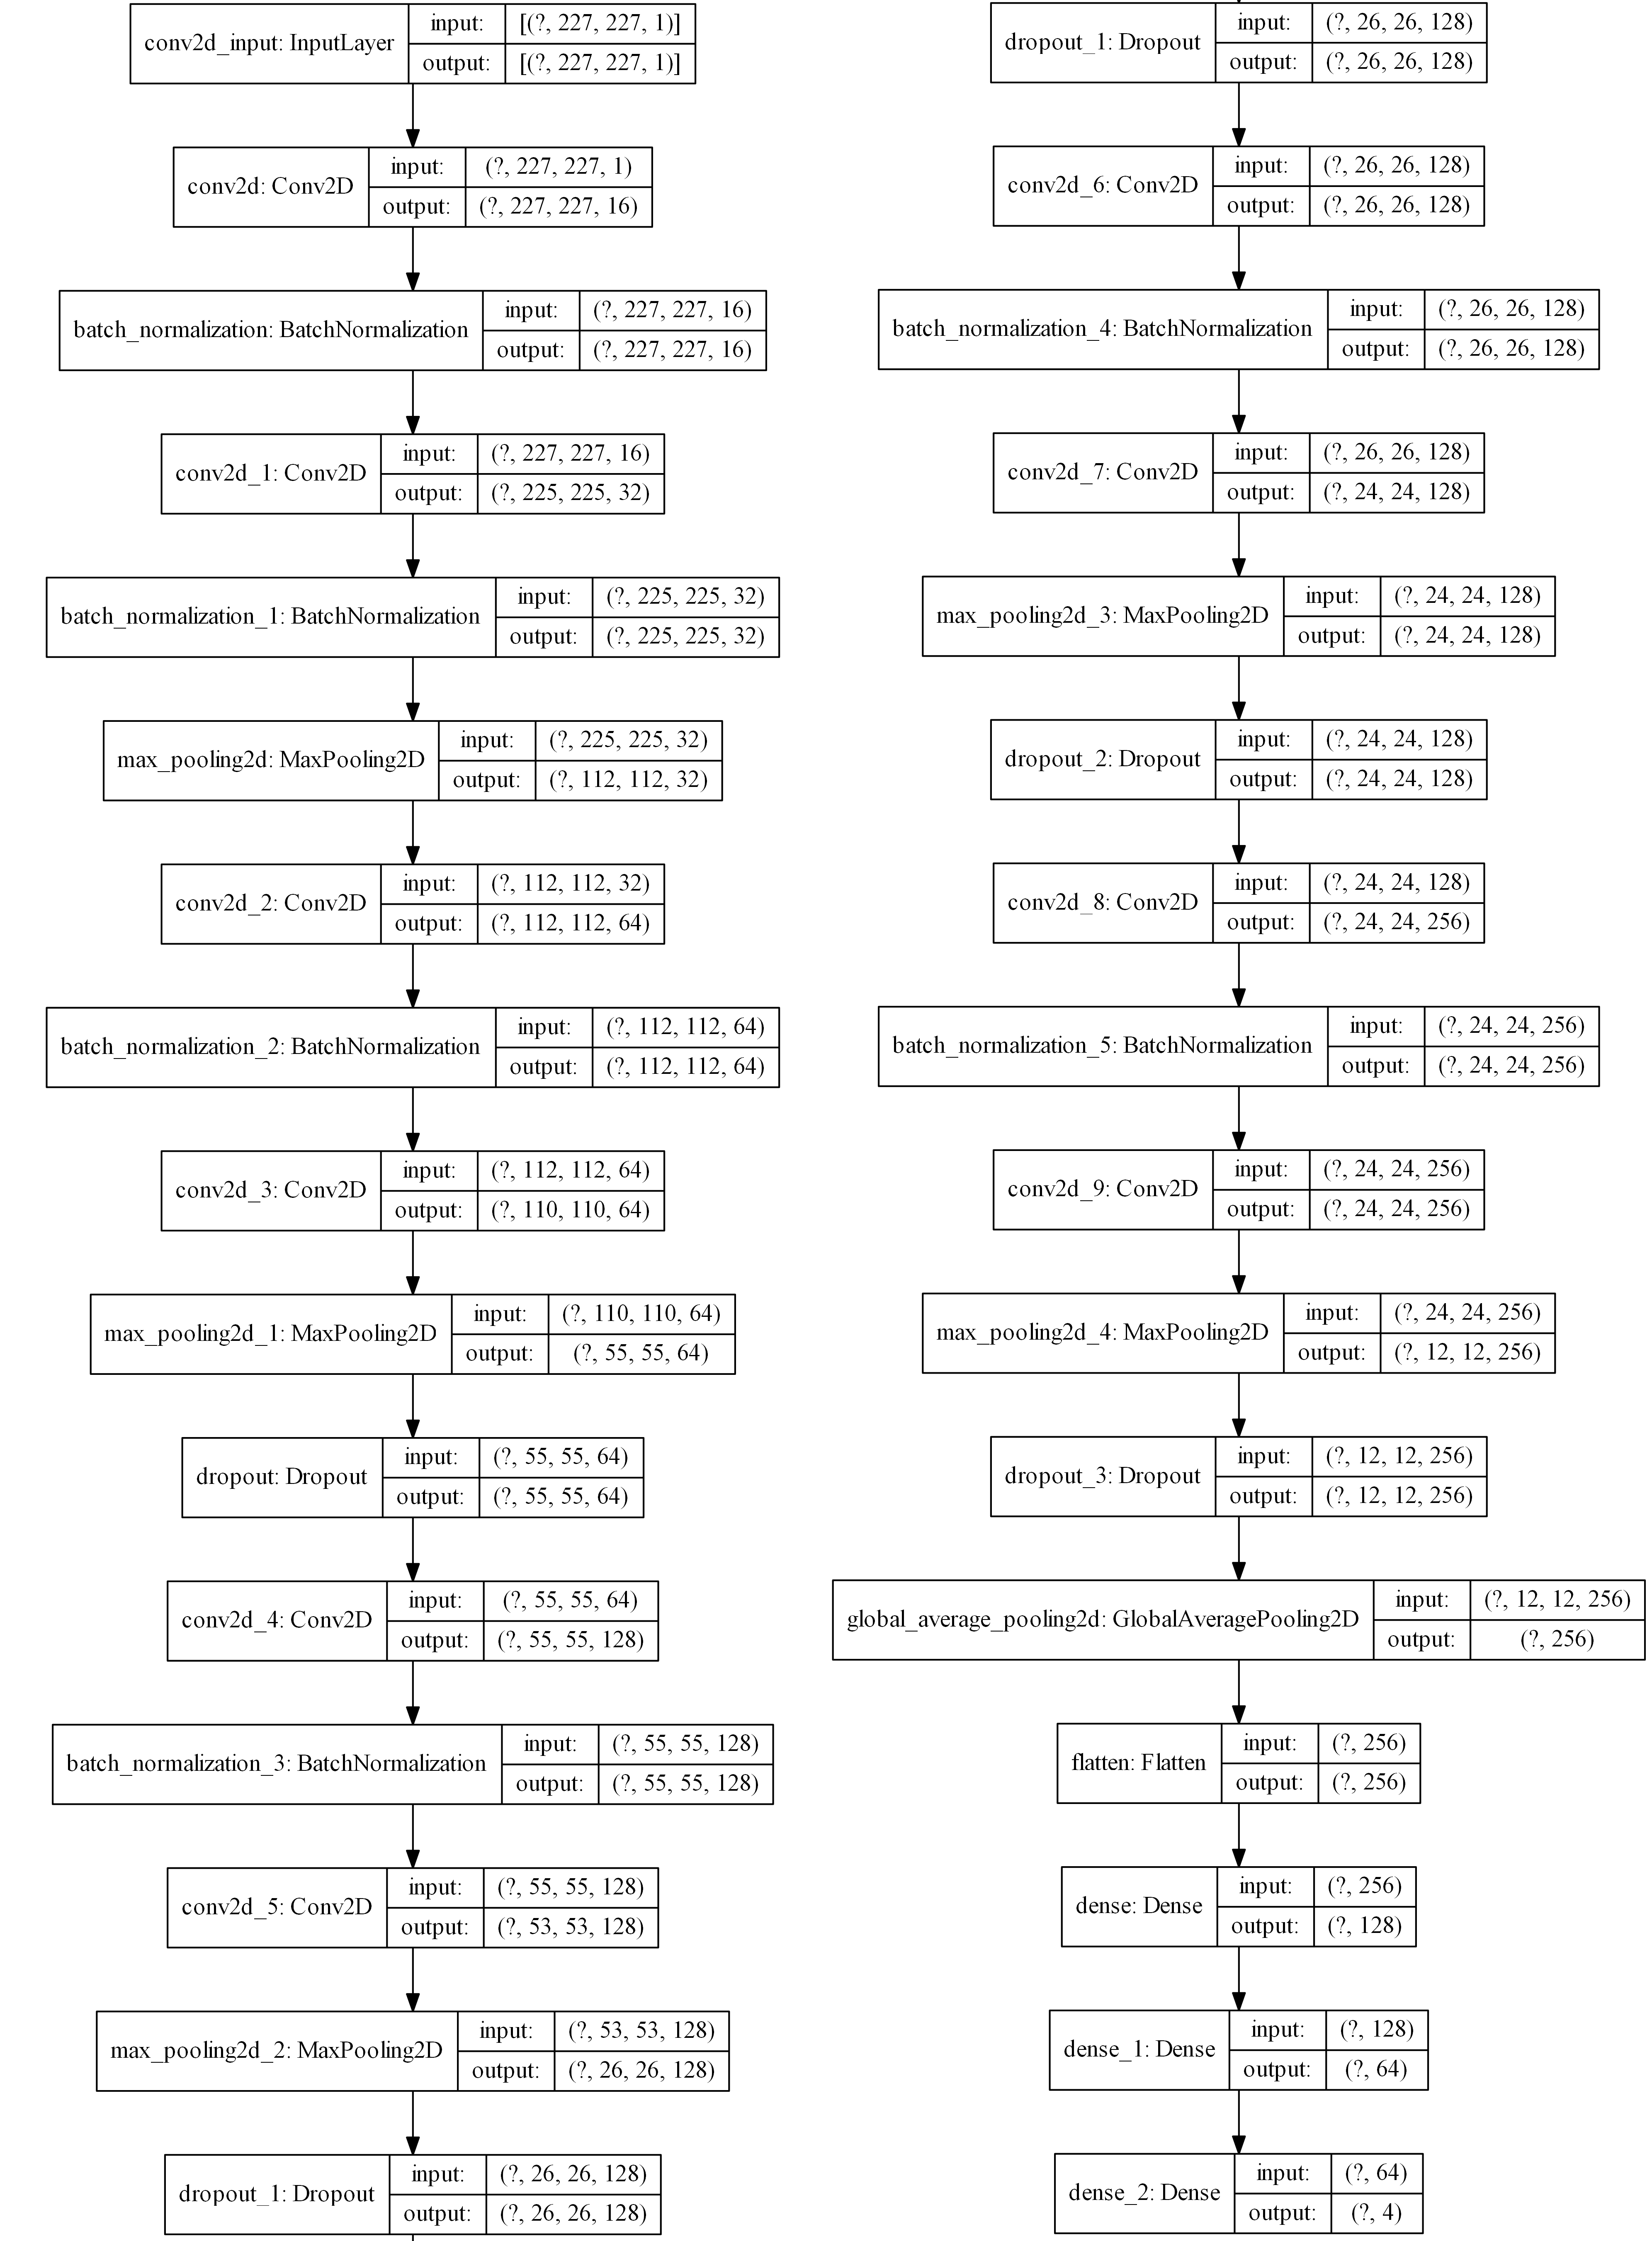 conv2d_input: InputLayer
input: [(?, 227, 227, 1)]
output: [(?, 227, 227, 1)]
conv2d: Conv2D
input: (?, 227, 227, 1)
output: (?, 227, 227, 16)
batch_normalization: BatchNormalization
input: (?, 227, 227, 16)
output: (?, 227, 227, 16)
conv2d_1: Conv2D
input: (?, 227, 227, 16)
output: (?, 225, 225, 32)
batch_normalization_1: BatchNormalization
input: (?, 225, 225, 32)
output: (?, 225, 225, 32)
max_pooling2d: MaxPooling2D
input: (?, 225, 225, 32)
output: (?, 112, 112, 32)
conv2d_2: Conv2D
input: (?, 112, 112, 32)
output: (?, 112, 112, 64)
batch_normalization_2: BatchNormalization
input: (?, 112, 112, 64)
output: (?, 112, 112, 64)
conv2d_3: Conv2D
input: (?, 112, 112, 64)
output: (?, 110, 110, 64)
max_pooling2d_1: MaxPooling2D
input: (?, 110, 110, 64)
output: (?, 55, 55, 64)
dropout: Dropout
input: (?, 55, 55, 64)
output: (?, 55, 55, 64)
conv2d_4: Conv2D
input: (?, 55, 55, 64)
output: (?, 55, 55, 128)
batch_normalization_3: BatchNormalization
input: (?, 55, 55, 128)
output: (?, 55, 55, 128)
conv2d_5: Conv2D
input: (?, 55, 55, 128)
output: (?, 53, 53, 128)
max_pooling2d_2: MaxPooling2D
input: (?, 53, 53, 128)
output: (?, 26, 26, 128)
dropout_1: Dropout
input: (?, 26, 26, 128)
output: (?, 26, 26, 128)
dropout_1: Dropout
input: (?, 26, 26, 128)
output: (?, 26, 26, 128)
conv2d_6: Conv2D
input: (?, 26, 26, 128)
output: (?, 26, 26, 128)
batch_normalization_4: BatchNormalization
input: (?, 26, 26, 128)
output: (?, 26, 26, 128)
conv2d_7: Conv2D
input: (?, 26, 26, 128)
output: (?, 24, 24, 128)
max_pooling2d_3: MaxPooling2D
input: (?, 24, 24, 128)
output: (?, 24, 24, 128)
dropout_2: Dropout
input: (?, 24, 24, 128)
output: (?, 24, 24, 128)
conv2d_8: Conv2D
input: (?, 24, 24, 128)
output: (?, 24, 24, 256)
batch_normalization_5: BatchNormalization
input: (?, 24, 24, 256)
output: (?, 24, 24, 256)
conv2d_9: Conv2D
input: (?, 24, 24, 256)
output: (?, 24, 24, 256)
max_pooling2d_4: MaxPooling2D
input: (?, 24, 24, 256)
output: (?, 12, 12, 256)
dropout_3: Dropout
input: (?, 12, 12, 256)
output: (?, 12, 12, 256)
global_average_pooling2d: GlobalAveragePooling2D
input: (?, 12, 12, 256)
output: (?, 256)
flatten: Flatten
input: (?, 256)
output: (?, 256)
dense: Dense
input: (?, 256)
output: (?, 128)
dense_1: Dense
input: (?, 128)
output: (?, 64)
dense_2: Dense
input: (?, 64)
output: (?, 4)